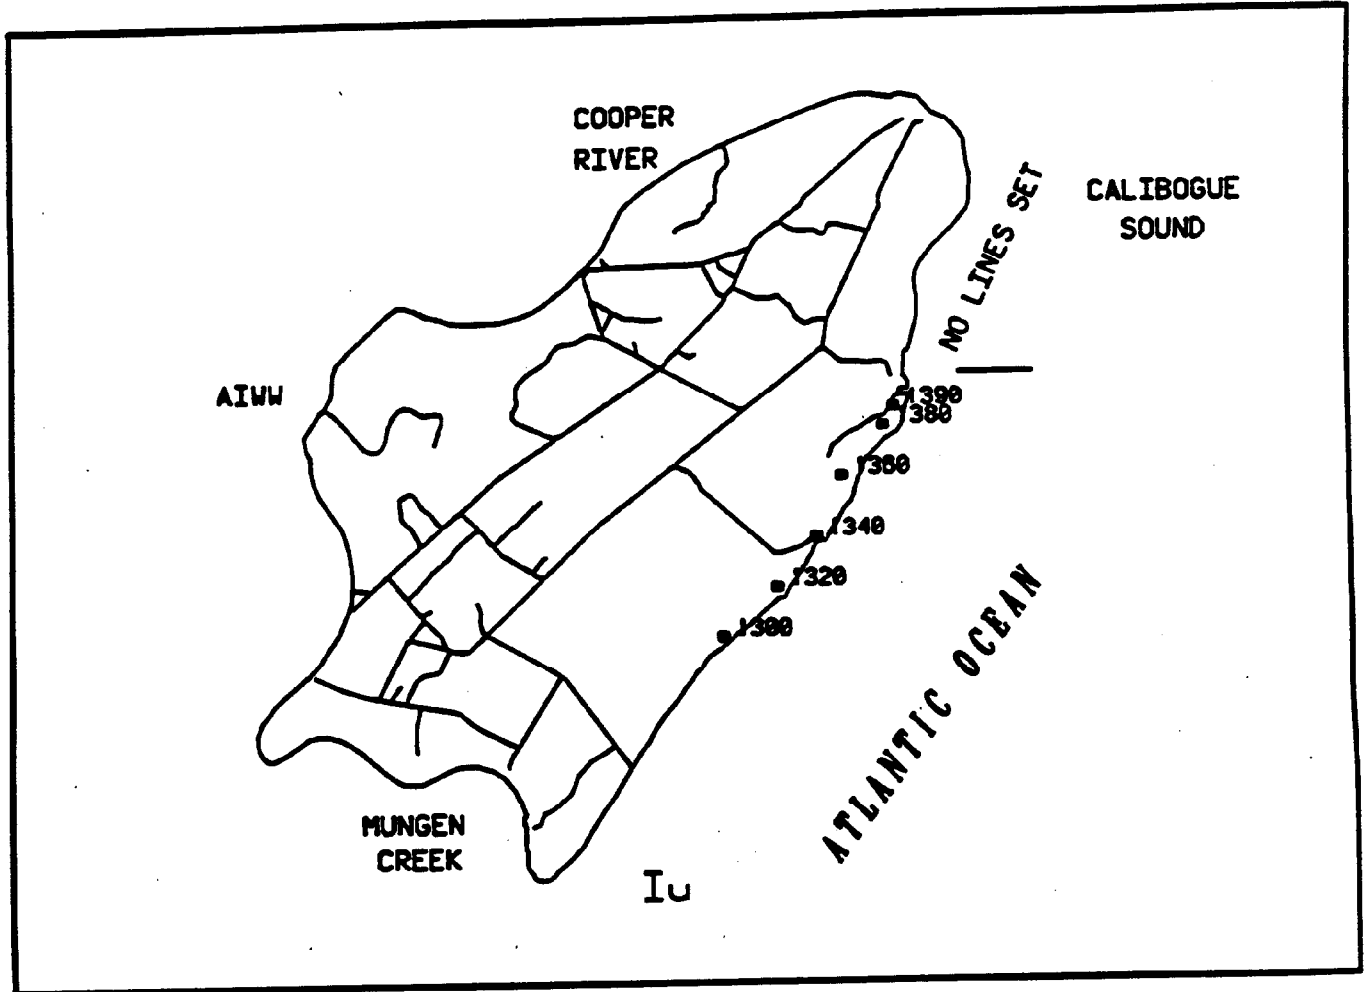 COOPER
RIVER
CALIBOGUE
SOUND
NO LINES SET
AIWW
1390
1380
1360
1340
1320
1300
ATLANTIC OCEAN
MUNGEN
CREEK
Iu